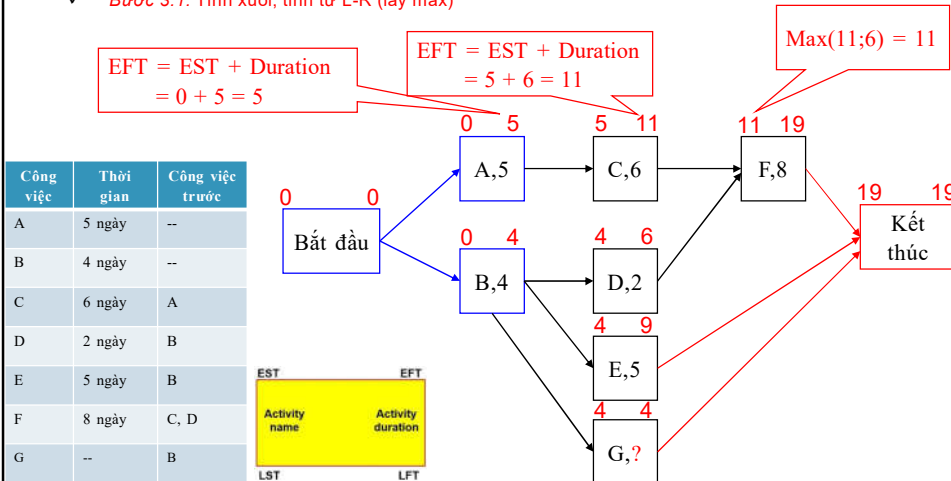 Bước 3.1: Tính xuôi, tính từ L-R (lấy max)
EFT = EST + Duration
= 0 + 5 = 5
EFT = EST + Duration
= 5 + 6 = 11
Max(11;6) = 11
0 5
A,5
5 11
C,6
11 19
F,8
0 0
Bắt đầu
19 19
Kết
thúc
0 4
B,4
4 6
D,2
4 9
E,5
4 4
G,?
Công việc Thời gian Công việc trước
A 5 ngày --
B 4 ngày --
C 6 ngày A
D 2 ngày B
E 5 ngày B
F 8 ngày C, D
G -- B
EST EFT
Activity name Activity duration
LST LFT